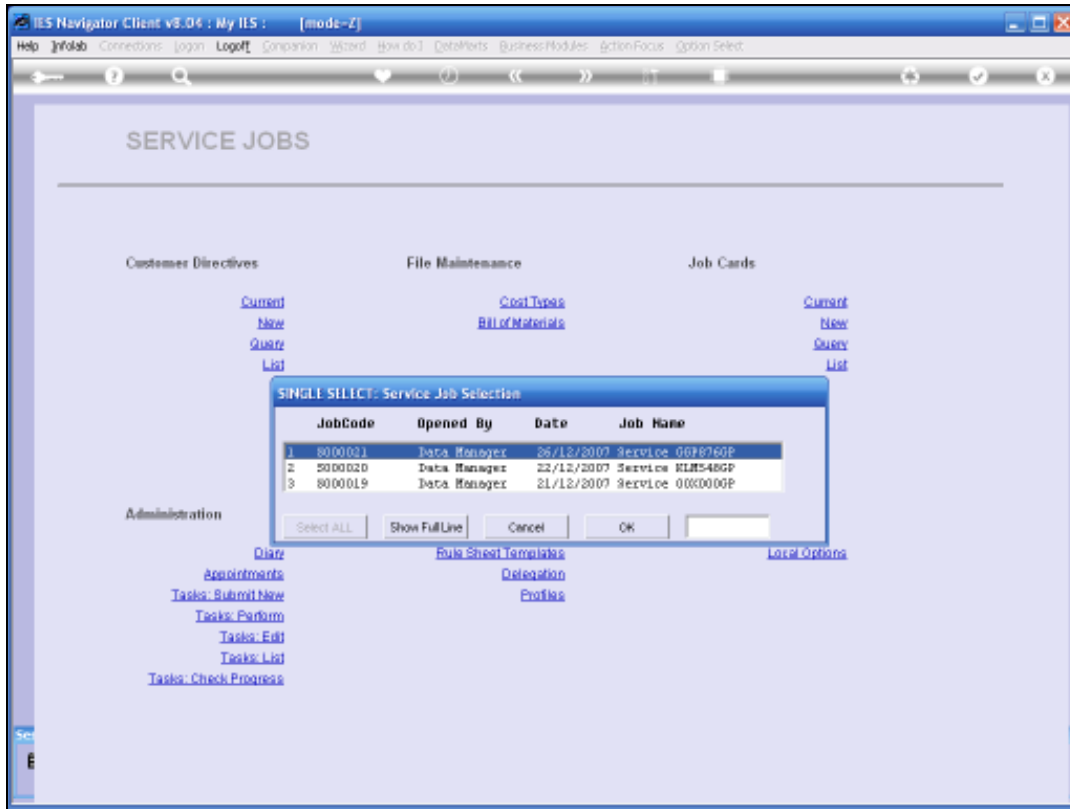 IES Navigator Client v8.04 : My IES : [mode=Z]
Help Infolab Connections Logon Logoff Companion Wizard How do I DataMarts Business Modules Action Focus Option Select
SERVICE JOBS
Customer Directives File Maintenance Job Cards
Current Cost Types Current
New Bill of Materials New
Query Query
List List
SINGLE SELECT: Service Job Selection
JobCode Opened By Date Job Name
1 8000021 Data Manager 26/12/2007 Service
2 8000020 Data Manager 22/12/2007 Service
3 8000019 Data Manager 21/12/2007 Service
Select ALL Show Full Line Cancel OK
Administration
Diary Rule Sheet Templates Local Options
Appointments Delegation
Tasks: Submit New Profiles
Tasks: Perform
Tasks: Edit
Tasks: List
Tasks: Check Progress